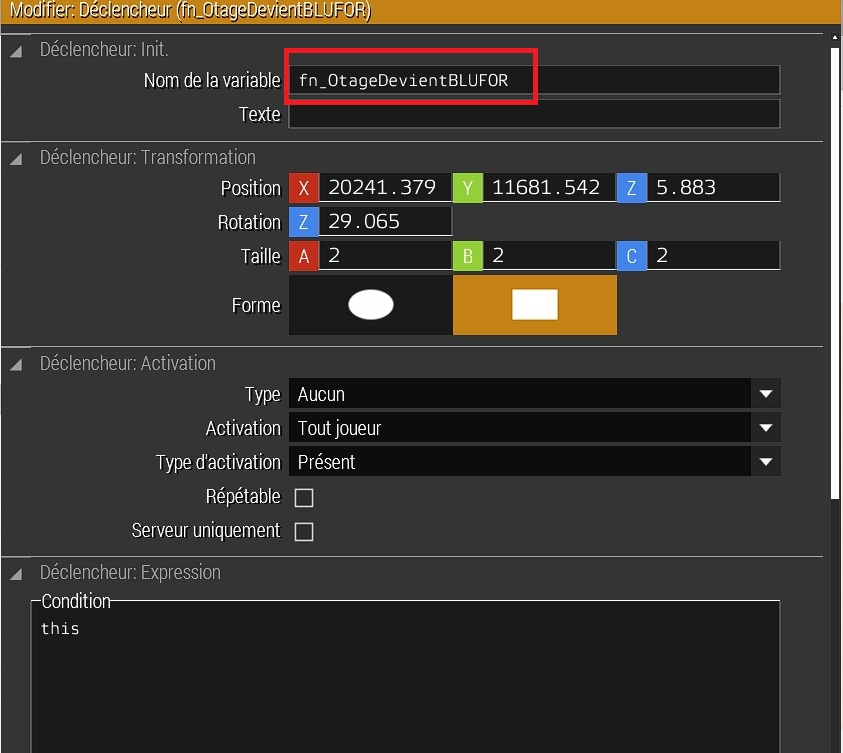 Modifier: Déclencheur (fn_OtageDevientBLUFOR)
Déclencheur: Init.
Nom de la variable fn_OtageDevientBLUFOR
Texte
Déclencheur: Transformation
Position X 20241.379 Y 11681.542 Z 5.883
Rotation Z 29.065
Taille A 2 B 2 C 2
Forme
Déclencheur: Activation
Type Aucun
Activation Tout joueur
Type d'activation Présent
Répétable
Serveur uniquement
Déclencheur: Expression
Condition
this